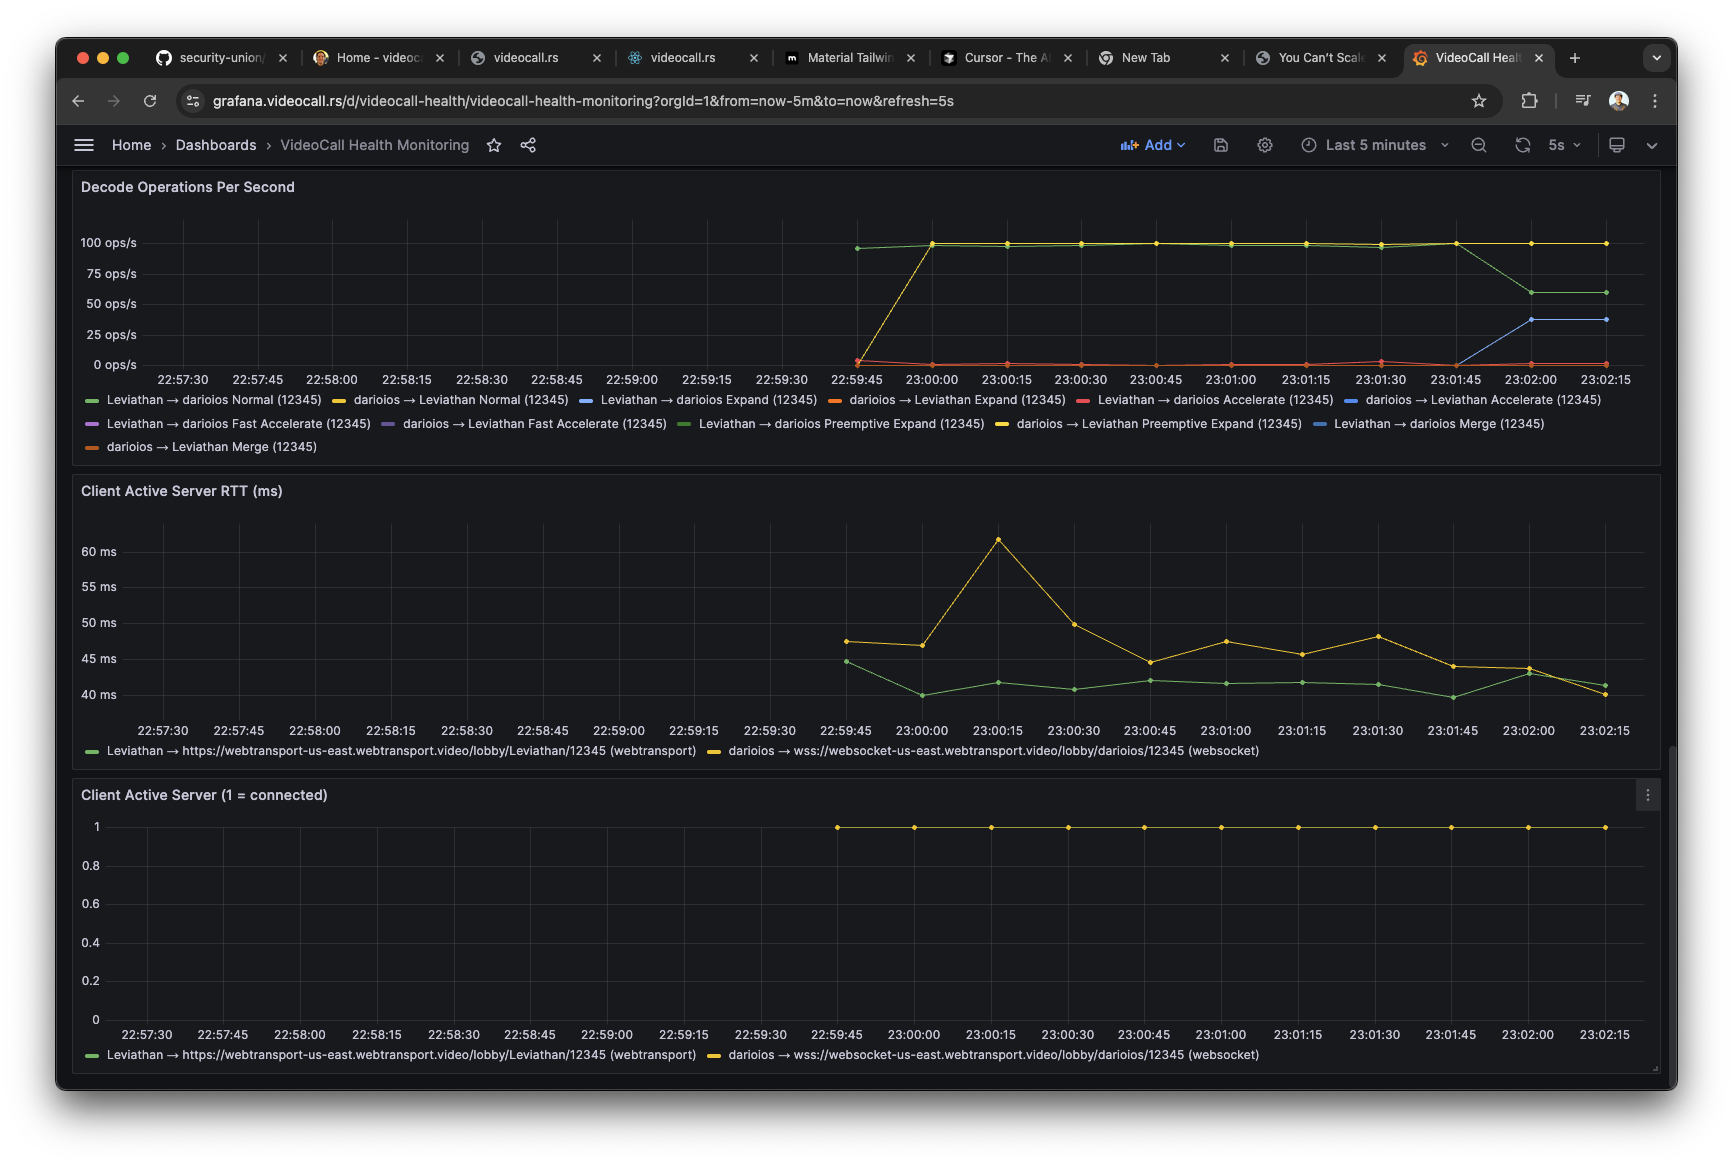 security-union/
Home - videoc
videocall.rs
videocall.rs
Material Tailwin
Cursor - The A
New Tab
You Can't Scale
VideoCall Healt
grafana.videocall.rs/d/videocall-health/videocall-health-monitoring?orgId=1&from=now-5m&to=now&refresh=5s
Home › Dashboards › VideoCall Health Monitoring
Add
Last 5 minutes
5s
Decode Operations Per Second
100 ops/s
75 ops/s
50 ops/s
25 ops/s
0 ops/s
22:57:30 22:57:45 22:58:00 22:58:15 22:58:30 22:58:45 22:59:00 22:59:15 22:59:30 22:59:45 23:00:00 23:00:15 23:00:30 23:00:45 23:01:00 23:01:15 23:01:30 23:01:45 23:02:00 23:02:15
Leviathan → darioios Normal (12345) darioios → Leviathan Normal (12345) Leviathan → darioios Expand (12345) darioios → Leviathan Expand (12345) Leviathan → darioios Accelerate (12345) darioios → Leviathan Accelerate (12345)
Leviathan → darioios Fast Accelerate (12345) darioios → Leviathan Fast Accelerate (12345) Leviathan → darioios Preemptive Expand (12345) darioios → Leviathan Preemptive Expand (12345) Leviathan → darioios Merge (12345)
darioios → Leviathan Merge (12345)
Client Active Server RTT (ms)
60 ms
55 ms
50 ms
45 ms
40 ms
22:57:30 22:57:45 22:58:00 22:58:15 22:58:30 22:58:45 22:59:00 22:59:15 22:59:30 22:59:45 23:00:00 23:00:15 23:00:30 23:00:45 23:01:00 23:01:15 23:01:30 23:01:45 23:02:00 23:02:15
Leviathan → https://webtransport-us-east.webtransport.video/lobby/Leviathan/12345 (webtransport) darioios → wss://websocket-us-east.webtransport.video/lobby/darioios/12345 (websocket)
Client Active Server (1 = connected)
1
0.8
0.6
0.4
0.2
0
22:57:30 22:57:45 22:58:00 22:58:15 22:58:30 22:58:45 22:59:00 22:59:15 22:59:30 22:59:45 23:00:00 23:00:15 23:00:30 23:00:45 23:01:00 23:01:15 23:01:30 23:01:45 23:02:00 23:02:15
Leviathan → https://webtransport-us-east.webtransport.video/lobby/Leviathan/12345 (webtransport) darioios → wss://websocket-us-east.webtransport.video/lobby/darioios/12345 (websocket)